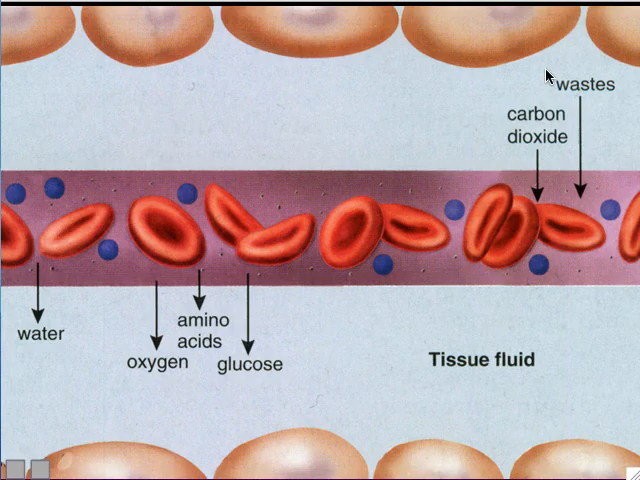 wastes
carbon
dioxide
water
amino
acids
oxygen
glucose
Tissue fluid